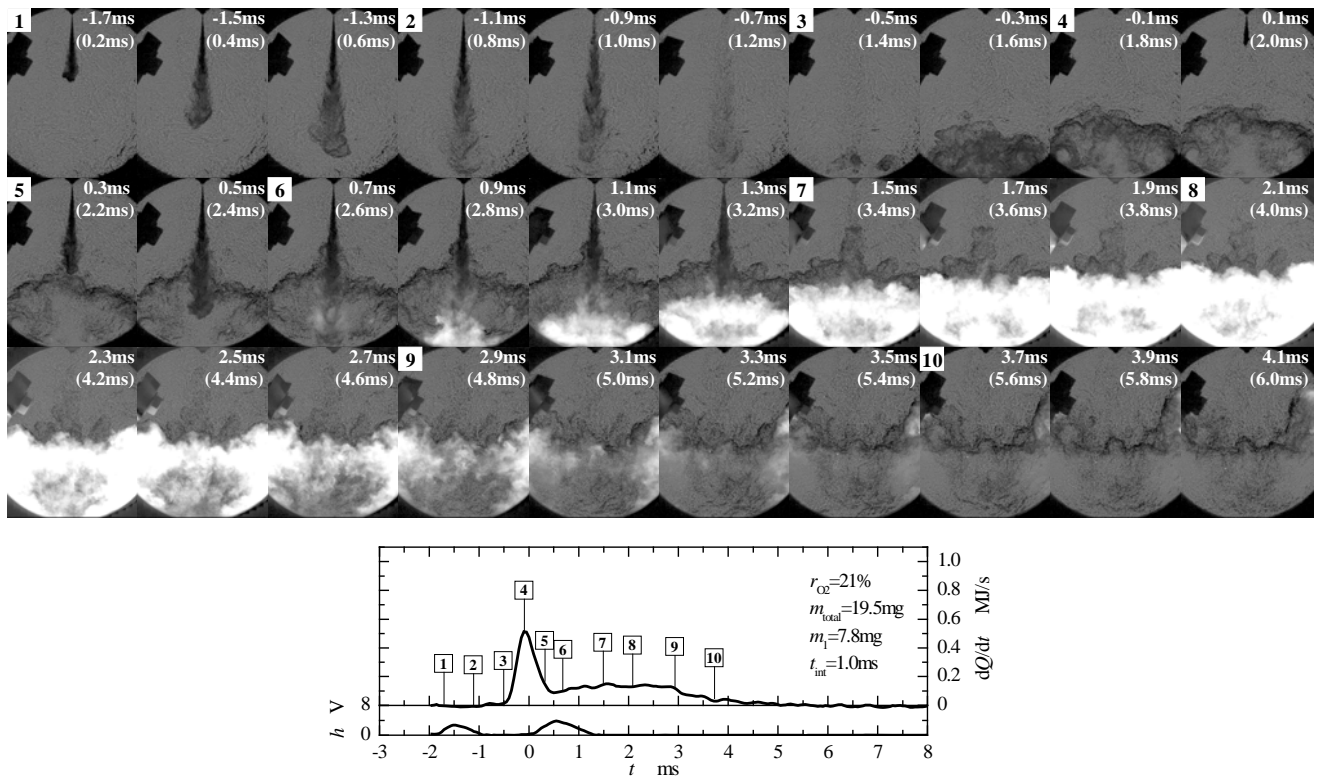 1 -1.7ms -1.5ms -1.3ms 2 -1.1ms -0.9ms -0.7ms 3 -0.5ms -0.3ms 4 -0.1ms 0.1ms
(0.2ms) (0.4ms) (0.6ms) (0.8ms) (1.0ms) (1.2ms) (1.4ms) (1.6ms) (1.8ms) (2.0ms)
5 0.3ms 0.5ms 6 0.7ms 0.9ms 1.1ms 1.3ms 7 1.5ms 1.7ms 1.9ms 8 2.1ms
(2.2ms) (2.4ms) (2.6ms) (2.8ms) (3.0ms) (3.2ms) (3.4ms) (3.6ms) (3.8ms) (4.0ms)
2.3ms 2.5ms 2.7ms 9 2.9ms 3.1ms 3.3ms 3.5ms 10 3.7ms 3.9ms 4.1ms
(4.2ms) (4.4ms) (4.6ms) (4.8ms) (5.0ms) (5.2ms) (5.4ms) (5.6ms) (5.8ms) (6.0ms)
1.0
0.8
0.6
0.4
0.2
0
dQ/dt MJ/s
r_O2=21%
m_total=19.5mg
m_1=7.8mg
t_int=1.0ms
1 2 3 4 5 6 7 8 9 10
8
0
h V
-3 -2 -1 0 1 2 3 4 5 6 7 8
t ms